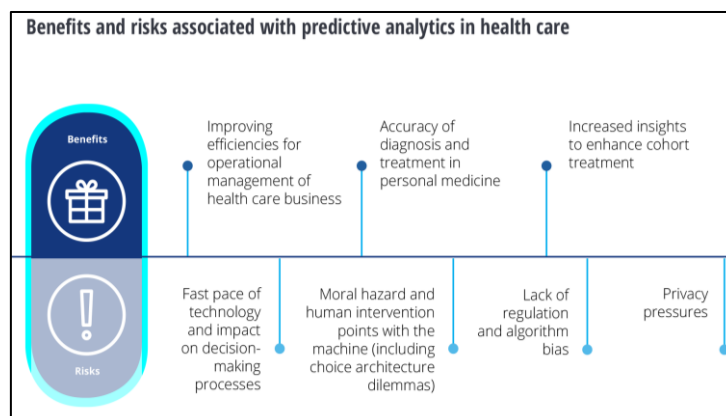 Benefits and risks associated with predictive analytics in health care
Benefits
Improving
efficiencies for
operational
management of
health care business
Accuracy of
diagnosis and
treatment in
personal medicine
Increased insights
to enhance cohort
treatment
Fast pace of
technology
and impact
on decision-
making
processes
Moral hazard and
human intervention
points with the
machine (including
choice architecture
dilemmas)
Lack of
regulation
and algorithm
bias
Privacy
pressures
Risks